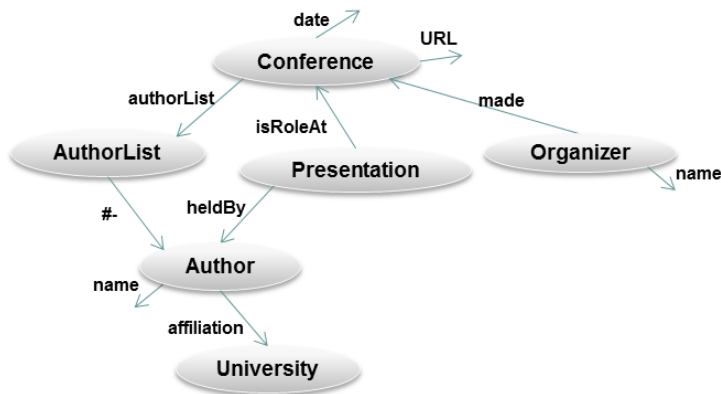 date
URL
Conference
authorList
made
isRoleAt
AuthorList
Presentation
Organizer
name
#-
heldBy
Author
name
affiliation
University